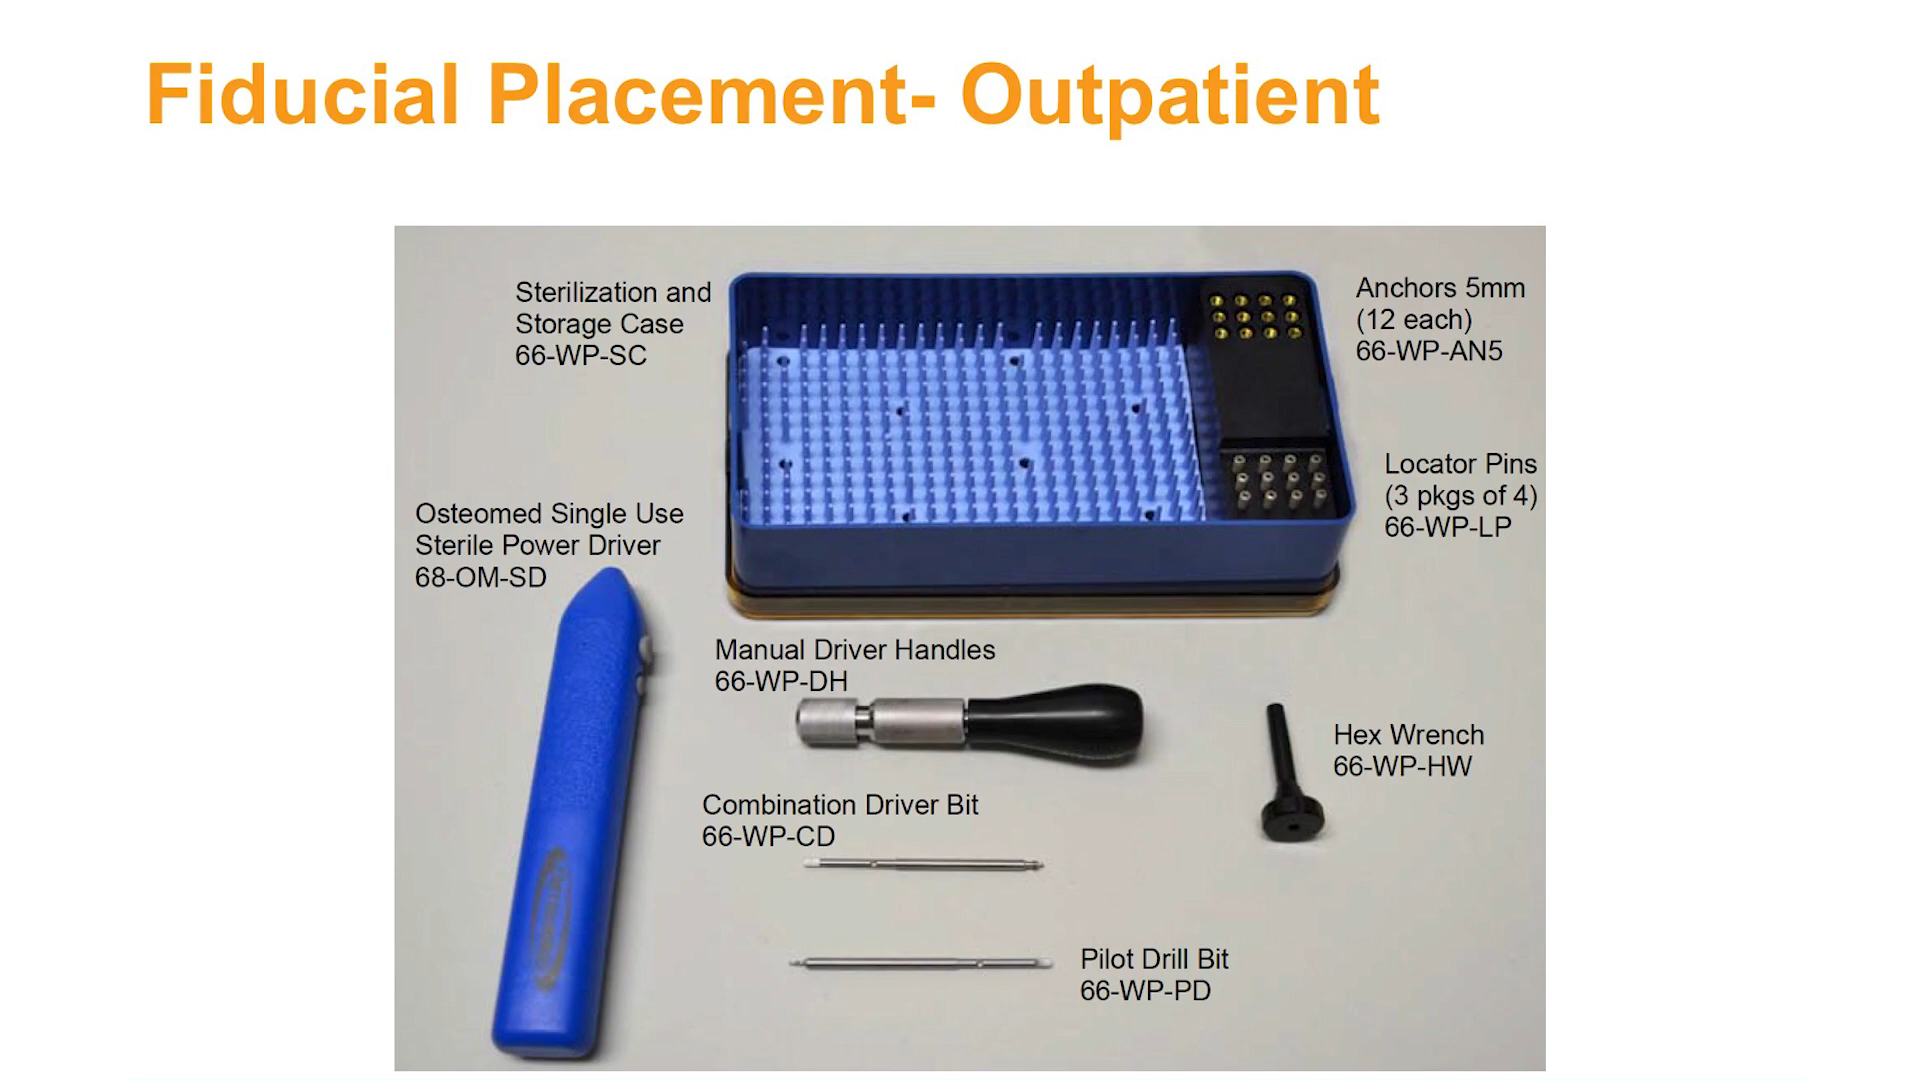 Fiducial Placement- Outpatient
Sterilization and
Storage Case
66-WP-SC
Anchors 5mm
(12 each)
66-WP-AN5
Locator Pins
(3 pkgs of 4)
66-WP-LP
Osteomed Single Use
Sterile Power Driver
68-OM-SD
Manual Driver Handles
66-WP-DH
Hex Wrench
66-WP-HW
Combination Driver Bit
66-WP-CD
Pilot Drill Bit
66-WP-PD